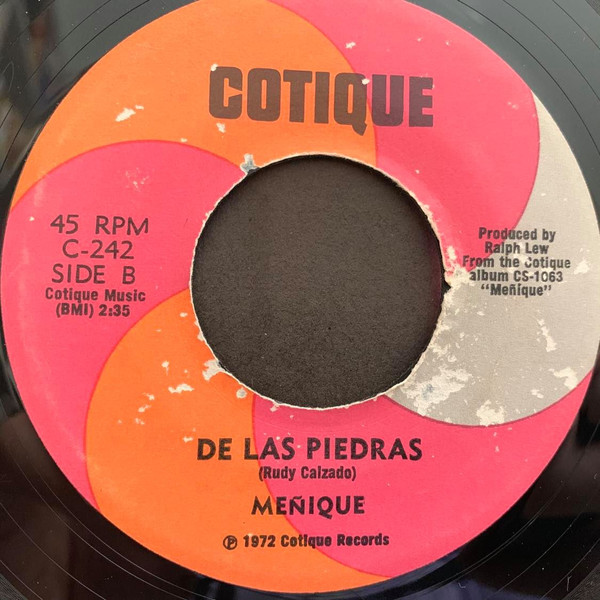 COTIQUE
45 RPM
C-242
SIDE B
Cotique Music
(BMI) 2:35
Produced by
Ralph Lew
From the Cotique
album CS-1063
"Meñique"
DE LAS PIEDRAS
(Rudy Calzado)
MEÑIQUE
℗ 1972 Cotique Records